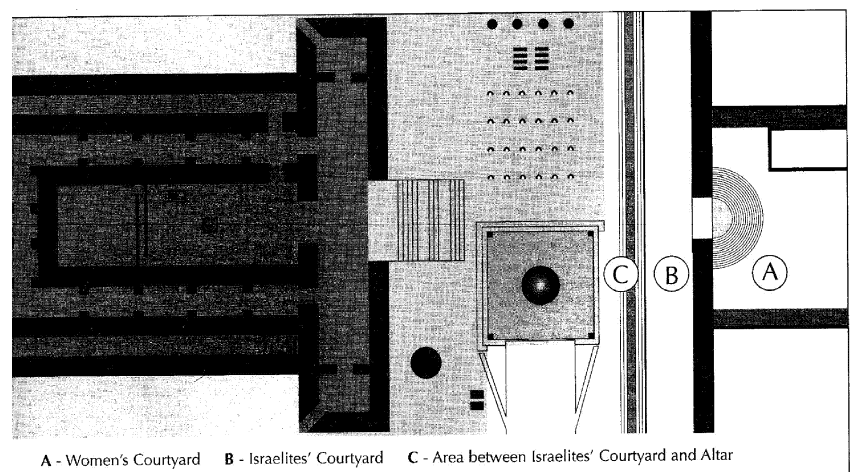 C
B
A
A - Women's Courtyard B - Israelites' Courtyard C - Area between Israelites' Courtyard and Altar